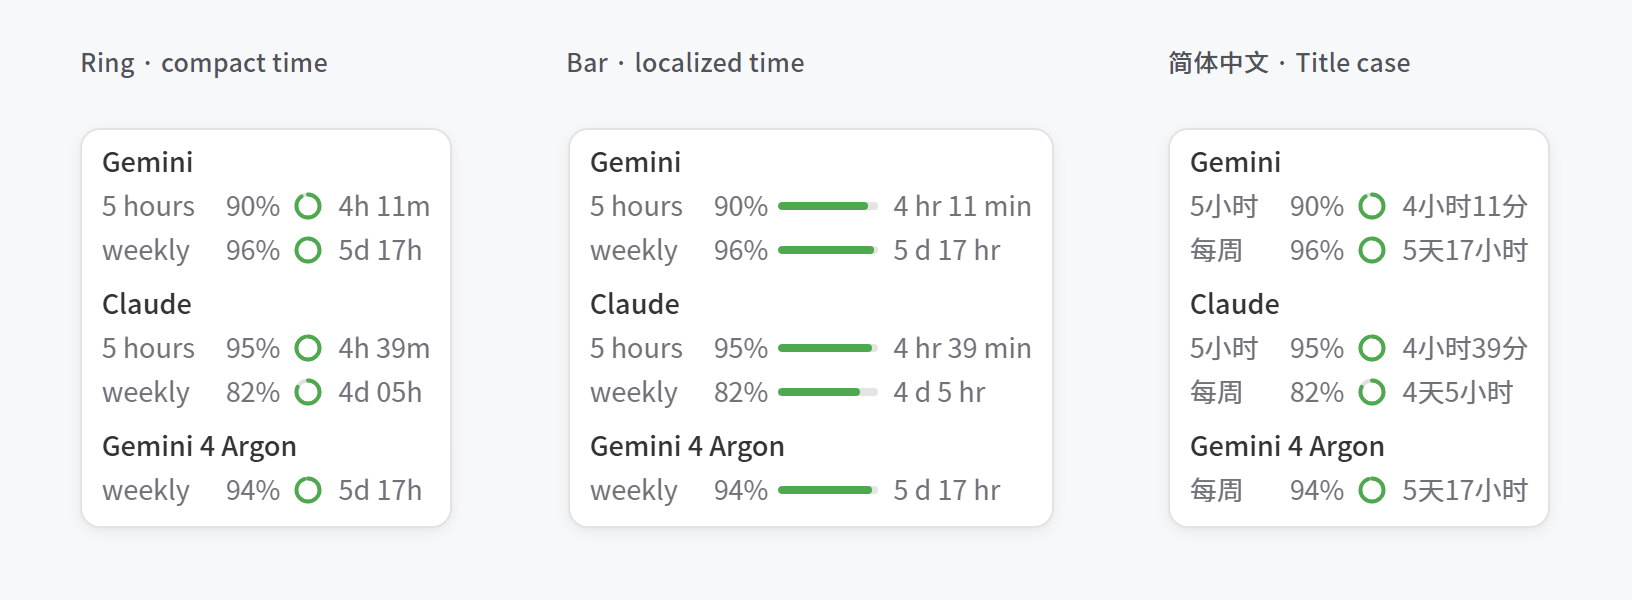 Ring · compact time
Gemini
5 hours 90% 4h 11m
weekly 96% 5d 17h
Claude
5 hours 95% 4h 39m
weekly 82% 4d 05h
Gemini 4 Argon
weekly 94% 5d 17h
Bar · localized time
Gemini
5 hours 90% 4 hr 11 min
weekly 96% 5 d 17 hr
Claude
5 hours 95% 4 hr 39 min
weekly 82% 4 d 5 hr
Gemini 4 Argon
weekly 94% 5 d 17 hr
简体中文 · Title case
Gemini
5小时 90% 4小时11分
每周 96% 5天17小时
Claude
5小时 95% 4小时39分
每周 82% 4天5小时
Gemini 4 Argon
每周 94% 5天17小时